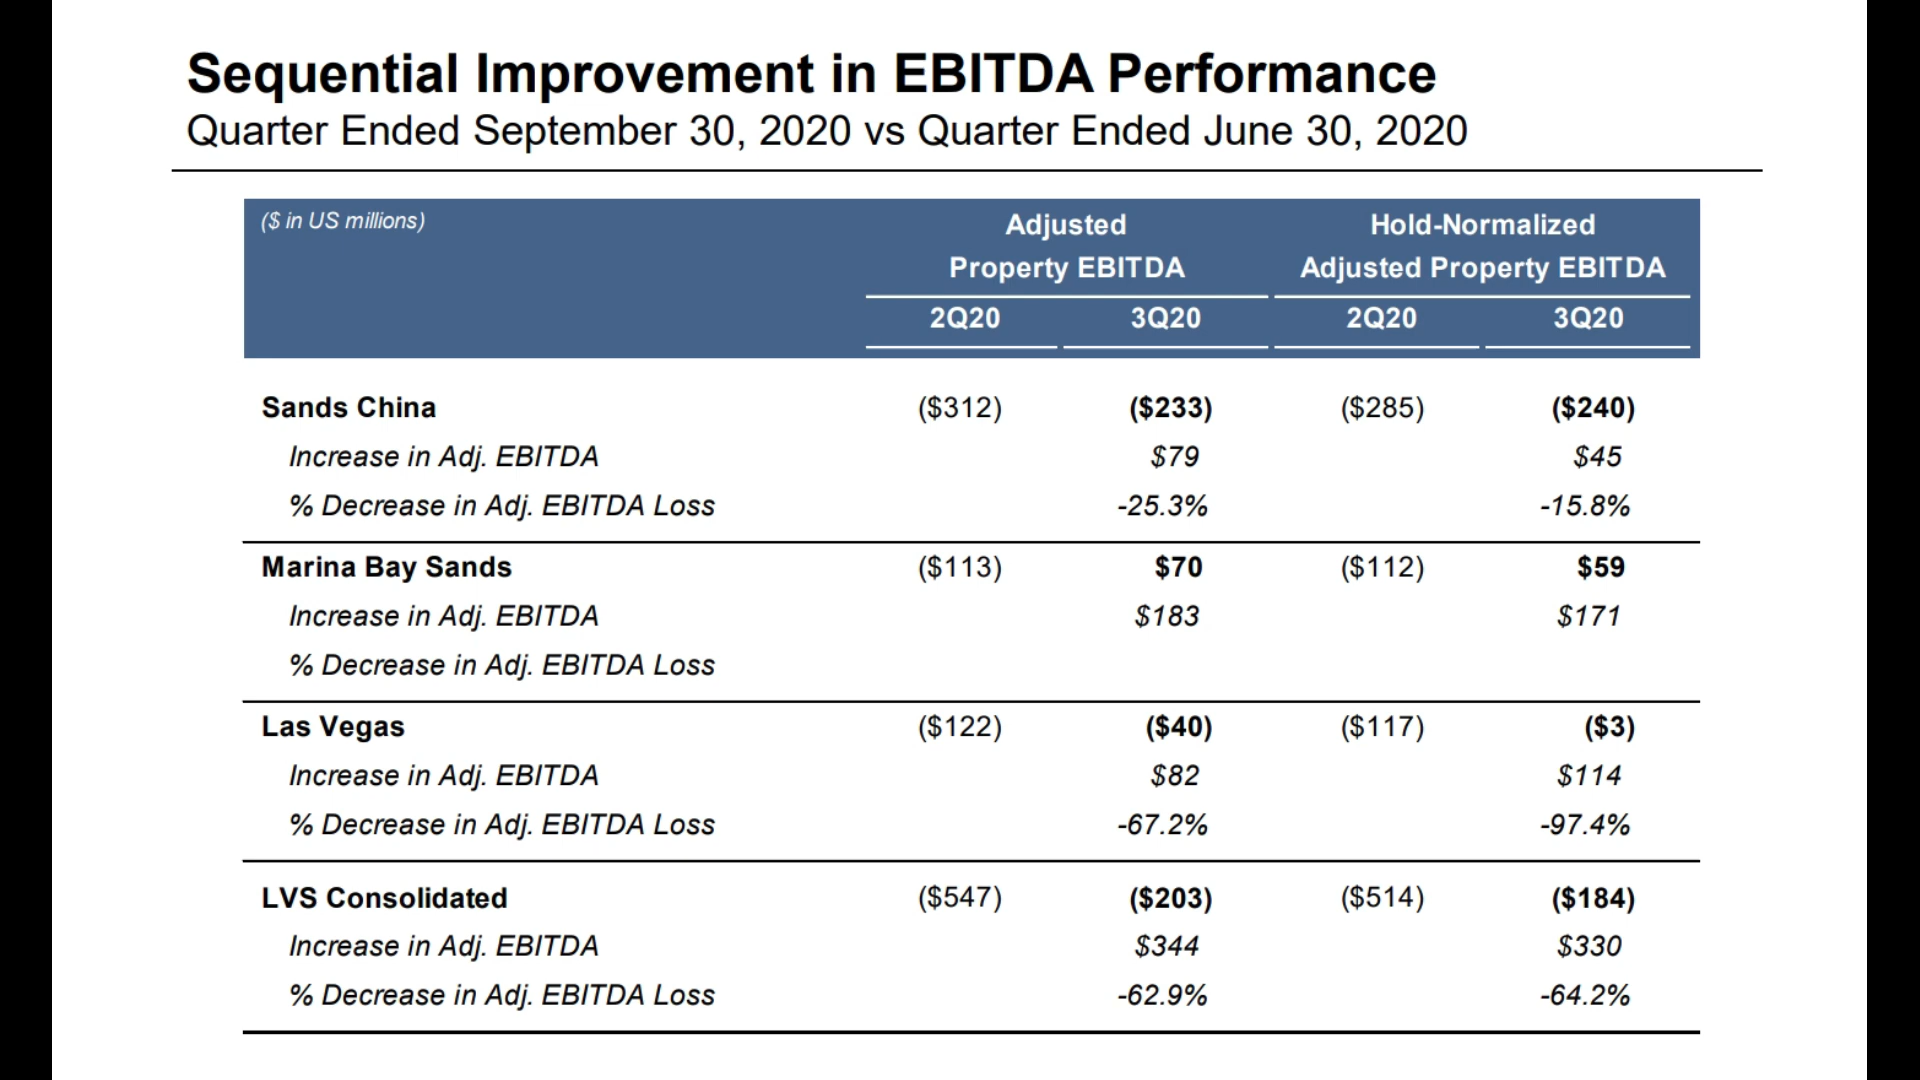 Sequential Improvement in EBITDA Performance
Quarter Ended September 30, 2020 vs Quarter Ended June 30, 2020
($ in US millions) Adjusted Hold-Normalized
Property EBITDA Adjusted Property EBITDA
2Q20 3Q20 2Q20 3Q20
Sands China ($312) ($233) ($285) ($240)
Increase in Adj. EBITDA $79 $45
% Decrease in Adj. EBITDA Loss -25.3% -15.8%
Marina Bay Sands ($113) $70 ($112) $59
Increase in Adj. EBITDA $183 $171
% Decrease in Adj. EBITDA Loss
Las Vegas ($122) ($40) ($117) ($3)
Increase in Adj. EBITDA $82 $114
% Decrease in Adj. EBITDA Loss -67.2% -97.4%
LVS Consolidated ($547) ($203) ($514) ($184)
Increase in Adj. EBITDA $344 $330
% Decrease in Adj. EBITDA Loss -62.9% -64.2%